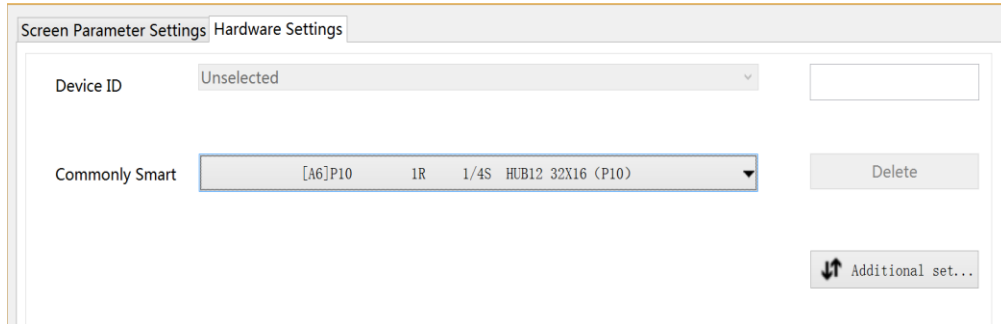 Screen Parameter Settings Hardware Settings
Device ID Unselected
Commonly Smart [A6]P10 1R 1/4S HUB12 32X16 (P10) Delete
Additional set...